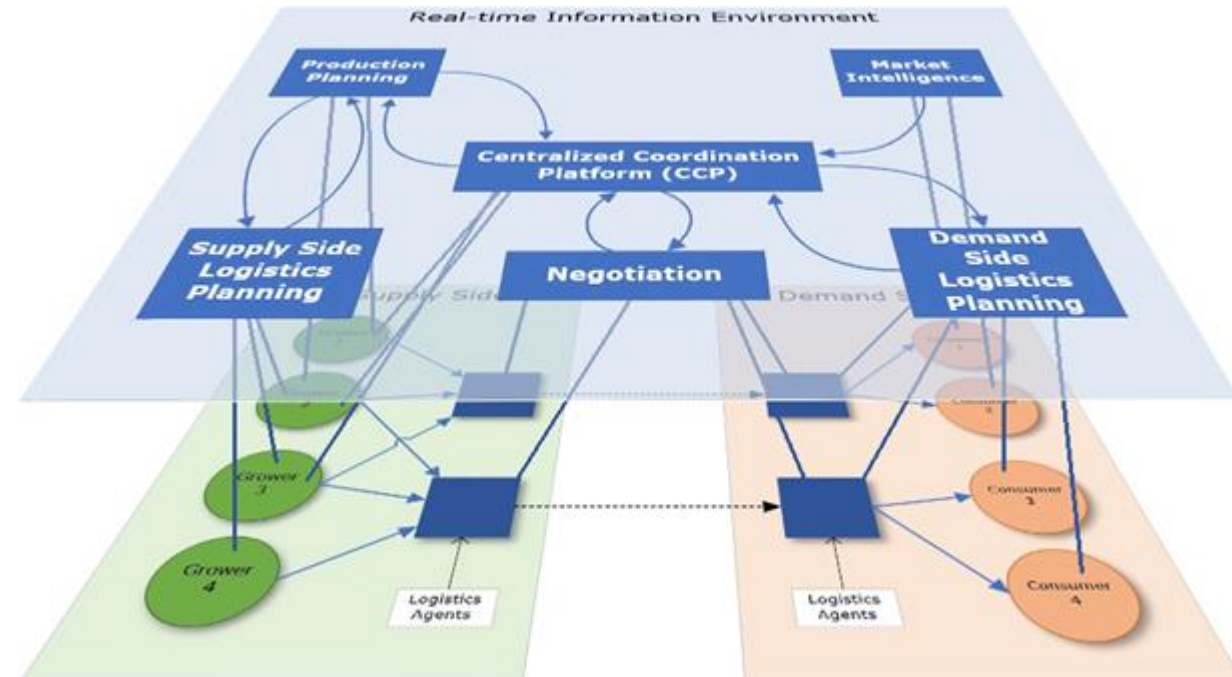 Real-time Information Environment
Production
Planning
Market
Intelligence
Centralized Coordination
Platform (CCP)
Supply Side
Logistics
Planning
Negotiation
Demand
Side
Logistics
Planning
Supply Side
Demand S
Grower
3
Consumer
3
Grower
4
Consumer
4
Logistics
Agents
Logistics
Agents